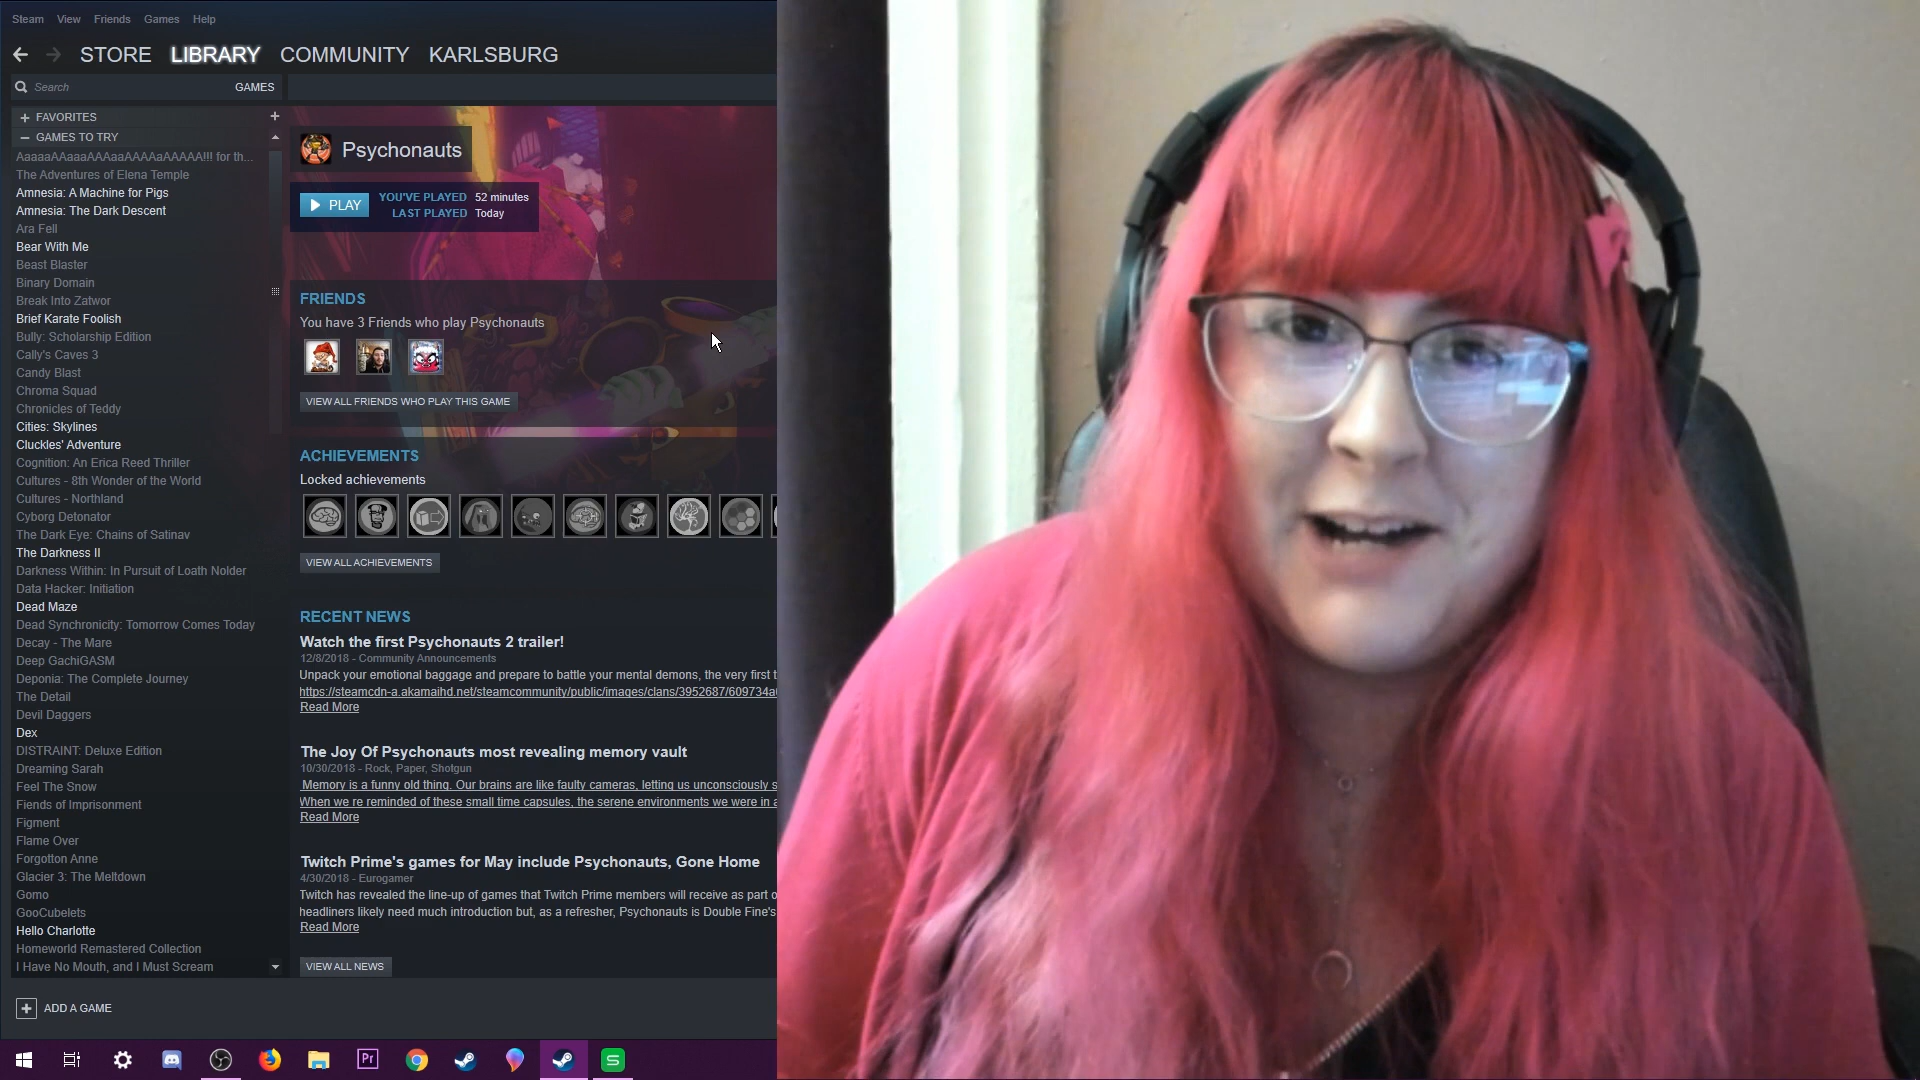 Steam View Friends Games Help
STORE LIBRARY COMMUNITY KARLSBURG
Search GAMES
FAVORITES
GAMES TO TRY
AaaaaAAaaaAAAaaAAAAaAAAAA!!! for th...
The Adventures of Elena Temple
Amnesia: A Machine for Pigs
Amnesia: The Dark Descent
Ara Fell
Bear With Me
Beast Blaster
Binary Domain
Break Into Zatwor
Brief Karate Foolish
Bully: Scholarship Edition
Cally's Caves 3
Candy Blast
Chroma Squad
Chronicles of Teddy
Cities: Skylines
Cluckles' Adventure
Cognition: An Erica Reed Thriller
Cultures - 8th Wonder of the World
Cultures - Northland
Cyborg Detonator
The Dark Eye: Chains of Satinav
The Darkness II
Darkness Within: In Pursuit of Loath Nolder
Data Hacker: Initiation
Dead Maze
Dead Synchronicity: Tomorrow Comes Today
Decay - The Mare
Deep GachiGASM
Deponia: The Complete Journey
The Detail
Devil Daggers
Dex
DISTRAINT: Deluxe Edition
Dreaming Sarah
Feel The Snow
Fiends of Imprisonment
Figment
Flame Over
Forgotton Anne
Glacier 3: The Meltdown
Gomo
GooCubelets
Hello Charlotte
Homeworld Remastered Collection
I Have No Mouth, and I Must Scream
ADD A GAME
Psychonauts
PLAY
YOU'VE PLAYED 52 minutes
LAST PLAYED Today
FRIENDS
You have 3 Friends who play Psychonauts
VIEW ALL FRIENDS WHO PLAY THIS GAME
ACHIEVEMENTS
Locked achievements
VIEW ALL ACHIEVEMENTS
RECENT NEWS
Watch the first Psychonauts 2 trailer!
12/8/2018 - Community Announcements
Unpack your emotional baggage and prepare to battle your mental demons, the very first t
https://steamcdn-a.akamaihd.net/steamcommunity/public/images/clans/3952687/609734a
Read More
The Joy Of Psychonauts most revealing memory vault
10/30/2018 - Rock, Paper, Shotgun
Memory is a funny old thing. Our brains are like faulty cameras, letting us unconsciously s
When we re reminded of these small time capsules, the serene environments we were in a
Read More
Twitch Prime's games for May include Psychonauts, Gone Home
4/30/2018 - Eurogamer
Twitch has revealed the line-up of games that Twitch Prime members will receive as part o
headliners likely need much introduction but, as a refresher, Psychonauts is Double Fine's
Read More
VIEW ALL NEWS
Pr
S